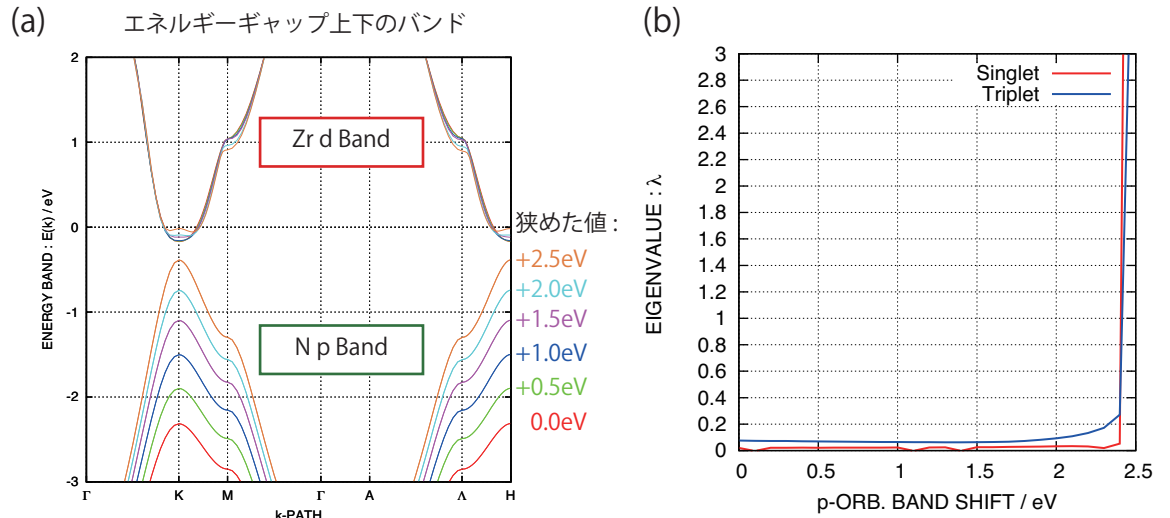 (a)
エネルギーギャップ上下のバンド
ENERGY BAND : E(k) / eV
2
1
0
-1
-2
-3
Zr d Band
N p Band
狭めた値 :
+2.5eV
+2.0eV
+1.5eV
+1.0eV
+0.5eV
0.0eV
Γ K M Γ A Λ H
k-PATH
(b)
EIGENVALUE : λ
3
2.8
2.6
2.4
2.2
2
1.8
1.6
1.4
1.2
1
0.8
0.6
0.4
0.2
0
Singlet
Triplet
0 0.5 1 1.5 2 2.5
p-ORB. BAND SHIFT / eV